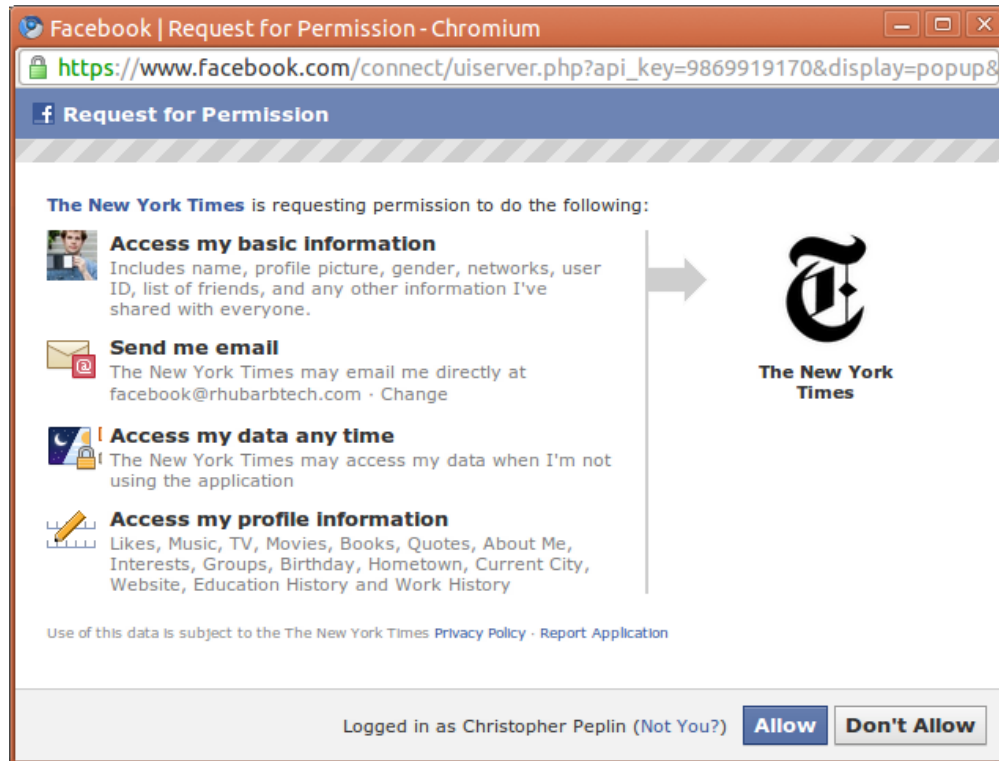 Facebook | Request for Permission - Chromium
https://www.facebook.com/connect/uiserver.php?api_key=9869919170&display=popup&
f Request for Permission
The New York Times is requesting permission to do the following:
Access my basic information
Includes name, profile picture, gender, networks, user
ID, list of friends, and any other information I've
shared with everyone.
Send me email
The New York Times may email me directly at
facebook@rhubarbtech.com · Change
Access my data any time
The New York Times may access my data when I'm not
using the application
Access my profile information
Likes, Music, TV, Movies, Books, Quotes, About Me,
Interests, Groups, Birthday, Hometown, Current City,
Website, Education History and Work History
T
The New York
Times
Use of this data is subject to the The New York Times Privacy Policy · Report Application
Logged in as Christopher Peplin (Not You?) Allow Don't Allow